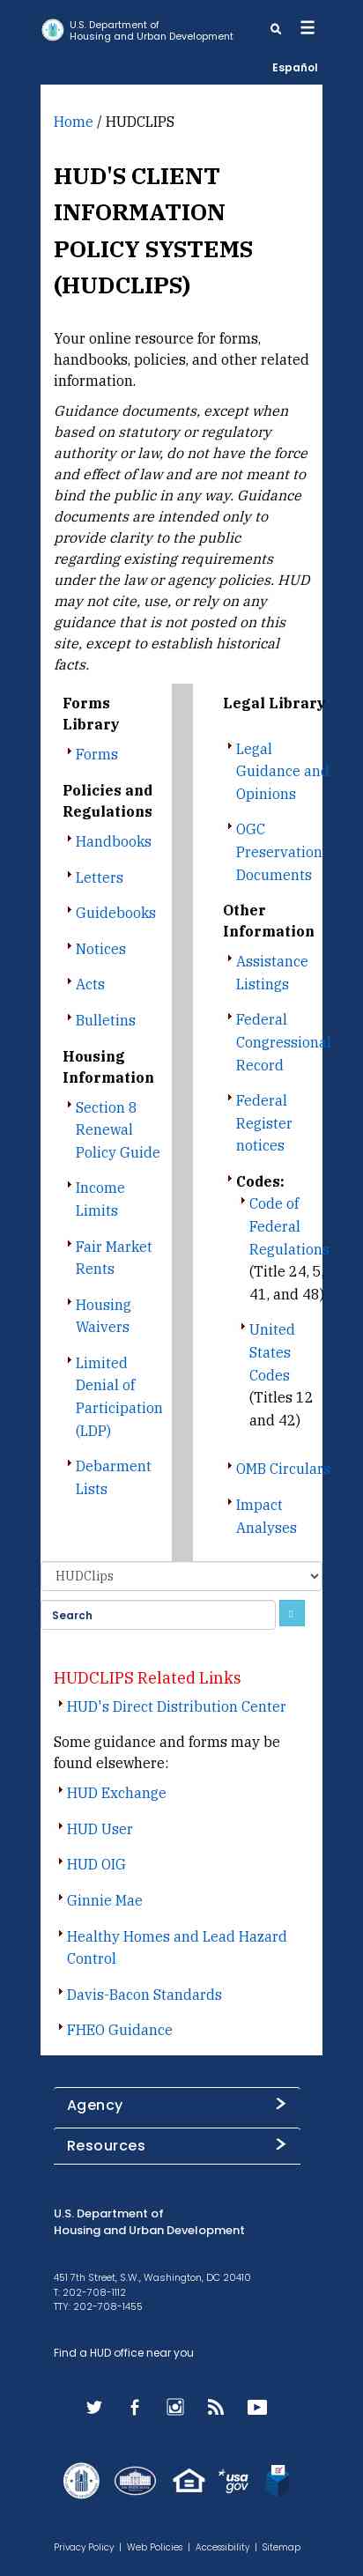 U.S. Department of
Housing and Urban Development
Español
Home / HUDCLIPS
HUD'S CLIENT
INFORMATION
POLICY SYSTEMS
(HUDCLIPS)
Your online resource for forms,
handbooks, policies, and other related
information.
Guidance documents, except when
based on statutory or regulatory
authority or law, do not have the force
and effect of law and are not meant to
bind the public in any way. Guidance
documents are intended only to
provide clarity to the public
regarding existing requirements
under the law or agency policies. HUD
may not cite, use, or rely on any
guidance that is not posted on this
site, except to establish historical
facts.
Forms
Library
Forms
Policies and
Regulations
Handbooks
Letters
Guidebooks
Notices
Acts
Bulletins
Housing
Information
Section 8
Renewal
Policy Guide
Income
Limits
Fair Market
Rents
Housing
Waivers
Limited
Denial of
Participation
(LDP)
Debarment
Lists
Legal Library
Legal
Guidance and
Opinions
OGC
Preservation
Documents
Other
Information
Assistance
Listings
Federal
Congressional
Record
Federal
Register
notices
Codes:
Code of
Federal
Regulations
(Title 24, 5,
41, and 48)
United
States
Codes
(Titles 12
and 42)
OMB Circulars
Impact
Analyses
HUDClips
Search
HUDCLIPS Related Links
HUD's Direct Distribution Center
Some guidance and forms may be
found elsewhere:
HUD Exchange
HUD User
HUD OIG
Ginnie Mae
Healthy Homes and Lead Hazard
Control
Davis-Bacon Standards
FHEO Guidance
Agency
Resources
U.S. Department of
Housing and Urban Development
451 7th Street, S.W., Washington, DC 20410
T: 202-708-1112
TTY: 202-708-1455
Find a HUD office near you
usa
gov
Privacy Policy | Web Policies | Accessibility | Sitemap